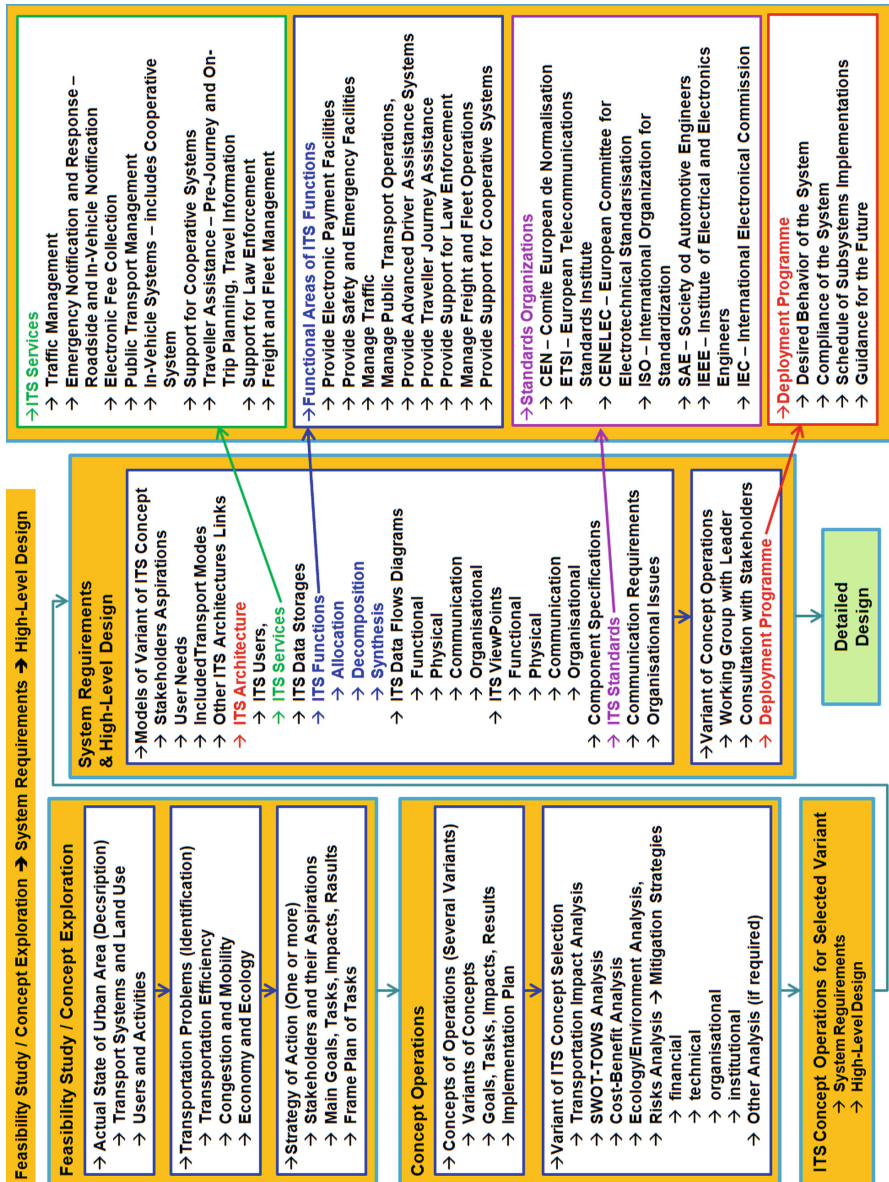 Feasibility Study / Concept Exploration → System Requirements → High-Level Design
Feasibility Study / Concept Exploration
→Actual State of Urban Area (Decsription)
→ Transport Systems and Land Use
→ Users and Activities
→Transportation Problems (Identification)
→ Transportation Efficiency
→ Congestion and Mobility
→ Economy and Ecology
→Strategy of Action (One or more)
→ Stakeholders and their Aspirations
→ Main Goals, Tasks, Impacts, Rasults
→ Frame Plan of Tasks
Concept Operations
→Concepts of Operations (Several Variants)
→ Variants of Concepts
→ Goals, Tasks, Impacts, Results
→ Implementation Plan
→Variant of ITS Concept Selection
→ Transportation Impact Analysis
→ SWOT-TOWS Analysis
→ Cost-Benefit Analysis
→ Ecology/Environment Analysis,
→ Risks Analysis → Mitigation Strategies
→ financial
→ technical
→ organisational
→ institutional
→ Other Analysis (if required)
ITS Concept Operations for Selected Variant
→ System Requirements
→ High-Level Design
System Reguirements
& High-Level Design
→Models of Variant of ITS Concept
→ Stakeholders Aspirations
→ User Needs
→ IncludedTransport Modes
→ Other ITS Architectures Links
→ ITS Architecture
→ ITS Users,
→ ITS Services
→ ITS Data Storages
→ ITS Functions
→ Allocation
→ Decomposition
→ Synthesis
→ ITS Data Flows Diagrams
→ Functional
→ Physical
→ Communication
→ Organisational
→ ITS ViewPoints
→ Functional
→ Physical
→ Communication
→ Organisational
→ Component Specifications
→ ITS Standards
→ Communication Requirements
→ Organisational Issues
→Variant of Concept Operations
→ Working Group with Leader
→ Consultation with Stakeholders
→ Deployment Programme
Detailed
Design
→ITS Services
→ Traffic Management
→ Emergency Notification and Response –
Roadside and In-Vehicle Notification
→ Electronic Fee Collection
→ Public Transport Management
→ In-Vehicle Systems – includes Cooperative
System
→ Support for Cooperative Systems
→ Traveller Assistance – Pre-Journey and On-
Trip Planning, Travel Information
→ Support for Law Enforcement
→ Freight and Fleet Management
→Functional Areas of ITS Functions
→ Provide Electronic Payment Facilities
→ Provide Safety and Emergency Facilities
→ Manage Traffic
→ Manage Public Transport Operations,
→ Provide Advanced Driver Assistance Systems
→ Provide Traveller Journey Assistance
→ Provide Support for Law Enforcement
→ Manage Freight and Fleet Operations
→ Provide Support for Cooperative Systems
→Standards Organizations
→ CEN – Comite European de Normalisation
→ ETSI – European Telecommunications
Standards Institute
→ CENELEC – European Committee for
Electrotechnical Standarsisation
→ ISO – International Organization for
Standardization
→ SAE – Society od Automotive Engineers
→ IEEE – Institute of Electrical and Electronics
Engineers
→ IEC – International Electronical Commission
→Deployment Programme
→ Desired Behavior of the System
→ Compliance of the System
→ Schedule of Subsystems Implementations
→ Guidance for the Future